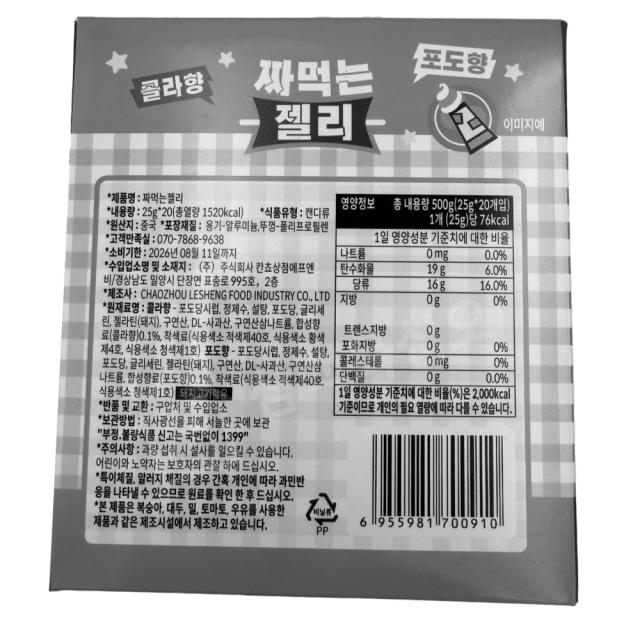 콜라향
짜먹는
젤리
포도향
이미지예
*제품명 : 짜먹는젤리
*내용량 : 25g*20(총열량 1520kcal) *식품유형 : 캔디류
*원산지 : 중국 *포장재질 : 용기-알루미늄,뚜껑-폴리프로필렌
*고객만족실 : 070-7868-9638
*소비기한 : 2026년 08월 11일까지
*수입업소명 및 소재지 : (주) 주식회사 칸쵸상점에프엔
비/경상남도 밀양시 단장면 표충로 995호, 2층
*제조사 : CHAOZHOU LESHENG FOOD INDUSTRY CO., LTD
*원재료명 : 콜라향 - 포도당시럽, 정제수, 설탕, 포도당, 글리세
린, 젤라틴(돼지), 구연산, DL-사과산, 구연산삼나트륨, 합성향
료(콜라향)0.1%, 착색료(식용색소 적색제40호, 식용색소 황색
제4호, 식용색소 청색제1호) 포도향 - 포도당시럽, 정제수, 설탕,
포도당, 글리세린, 젤라틴(돼지), 구연산, DL-사과산, 구연산삼
나트륨, 합성향료(포도향)0.1%, 착색료(식용색소 적색제40호,
식용색소 청색제1호) 돼지고기함유
*반품 및 교환 : 구입처 및 수입업소
*보관방법 : 직사광선을 피해 서늘한 곳에 보관
"부정.불량식품 신고는 국번없이 1399"
*주의사항 : 과량 섭취 시 설사를 일으킬 수 있습니다.
어린이와 노약자는 보호자의 관찰 하에 드십시오.
*특이체질, 알러지 체질의 경우 간혹 개인에 따라 과민반
응을 나타낼 수 있으므로 원료를 확인 한 후 드십시오.
*본 제품은 복숭아, 대두, 밀, 토마토, 우유를 사용한
제품과 같은 제조시설에서 제조하고 있습니다.
영양정보 총 내용량 500g(25g*20개입)
1개 (25g)당 76kcal
1일 영양성분 기준치에 대한 비율
나트륨 0 mg 0.0%
탄수화물 19 g 6.0%
당류 16 g 16.0%
지방 0 g 0%
트랜스지방 0 g
포화지방 0 g 0%
콜레스테롤 0 mg 0%
단백질 0 g 0.0%
1일 영양성분 기준치에 대한 비율(%)은 2,000kcal
기준이므로 개인의 필요 열량에 따라 다를 수 있습니다.
비닐류
PP
6 955981 700910